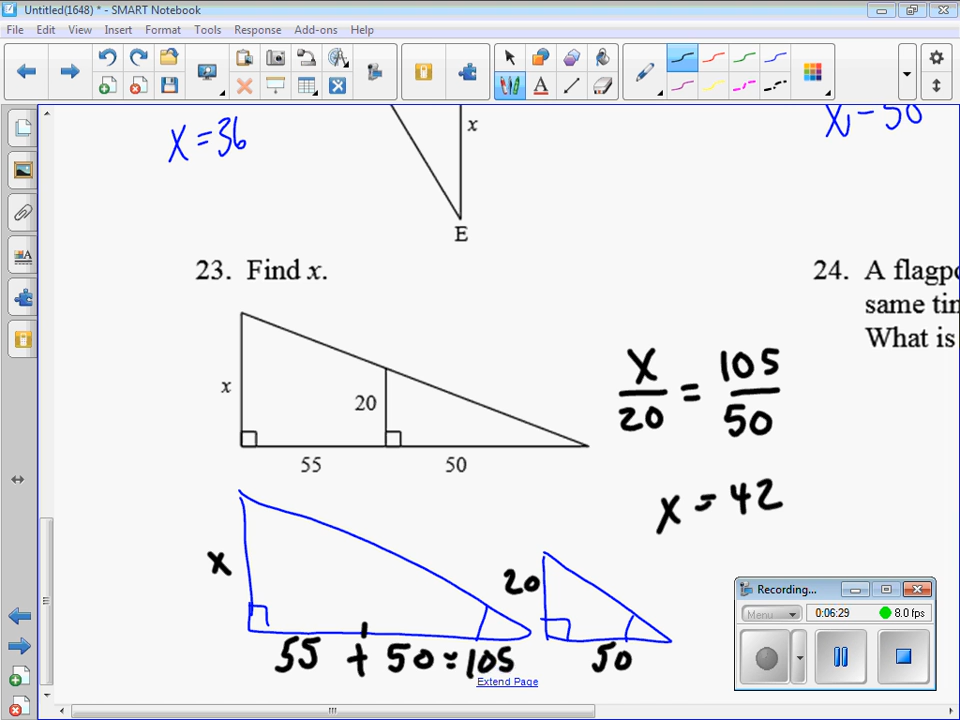 Untitled(1648) * - SMART Notebook
File Edit View Insert Format Tools Response Add-ons Help
x
x = 36
E
23. Find x.
24. A flagpo
same tim
What is
x
20
55 50
x/20 = 105/50
x = 42
x
55 + 50 = 105
20
50
Extend Page
Recording...
Menu
0:06:29
8.0 fps